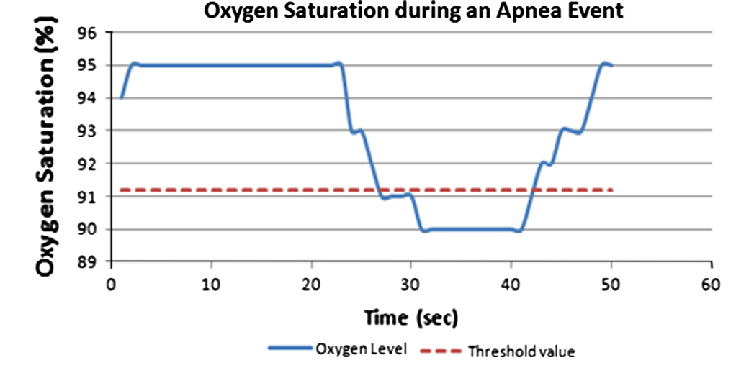 Oxygen Saturation during an Apnea Event
Oxygen Saturation (%)
96
95
94
93
92
91
90
89
0 10 20 30 40 50 60
Time (sec)
Oxygen Level Threshold value